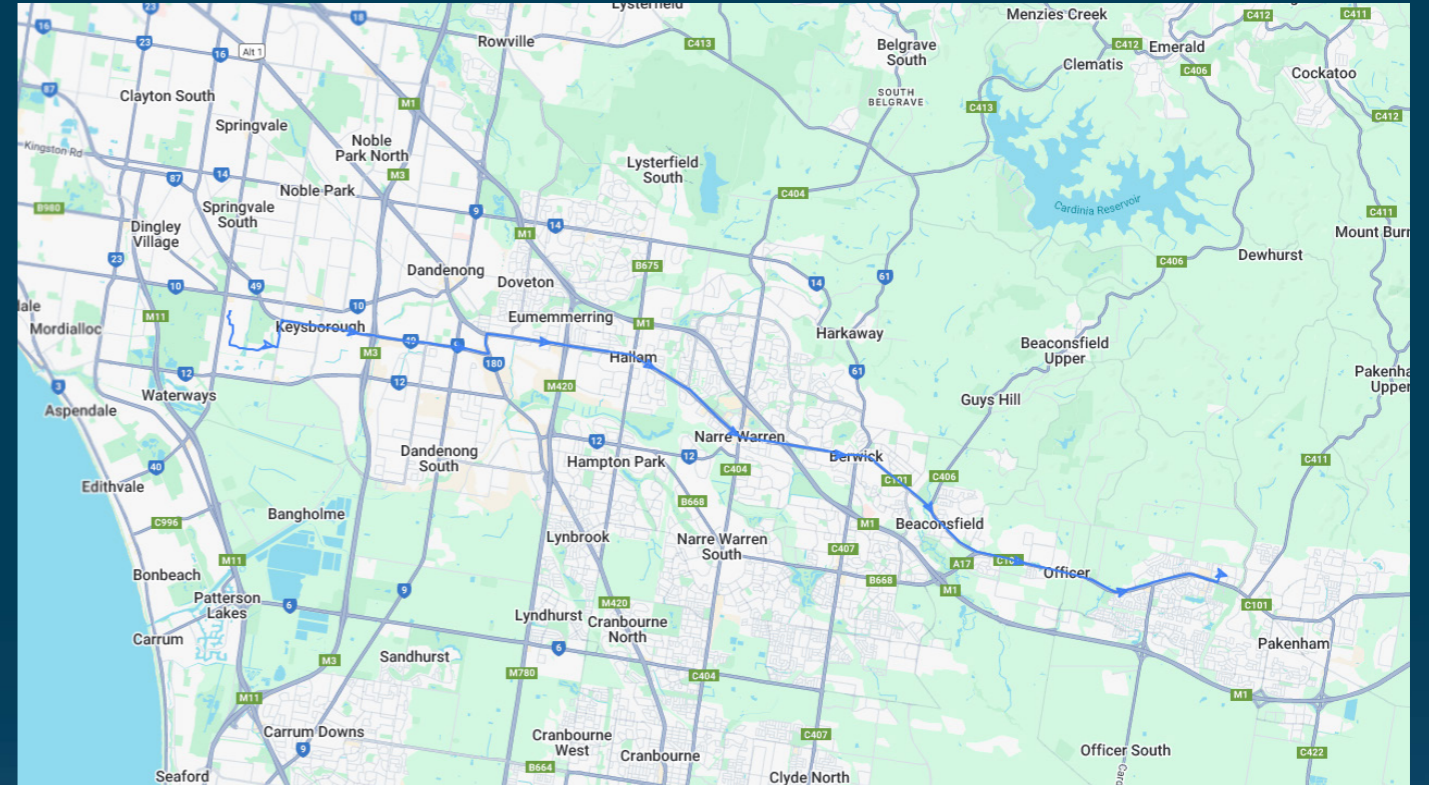 Lysterfield
23
18
C412
C411
16
Menzies Creek
23
Rowville
C413
Belgrave
South
C412
Emerald
16
Alt 1
Clematis
C406
Cockatoo
87
Clayton South
M1
SOUTH
BELGRAVE
C413
C412
Springvale
Noble
Park North
Kingston Rd
Lysterfield
South
87
14
M3
Noble Park
C404
B980
Springvale
South
9
Cardinia Reservoir
C411
Dingley
Village
M1
14
Mount Burr
23
Dandenong
B675
C406
Dewhurst
Doveton
14
61
10
49
10
ale
M11
Eumemmerring
M1
Mordialloc
Keysborough
Harkaway
49
Beaconsfield
Upper
M3
Hallam
180
61
12
12
M420
Pakenha
Upper
3
Waterways
Guys Hill
Aspendale
Narre Warren
12
Dandenong
South
Hampton Park
12
Berwick
C411
40
C404
C101
C406
Edithvale
B668
Bangholme
C996
M1
Beaconsfield
Lynbrook
Narre Warren
South
C407
M11
A17
Officer
Bonbeach
B668
M1
9
Patterson
Lakes
6
M420
C101
Lyndhurst
Cranbourne
North
Carrum
Pakenham
6
M3
Sandhurst
M780
C404
M1
M11
Carrum Downs
Cranbourne
West
C407
9
Cranbourne
Officer South
C422
B664
Seaford
Clyde North